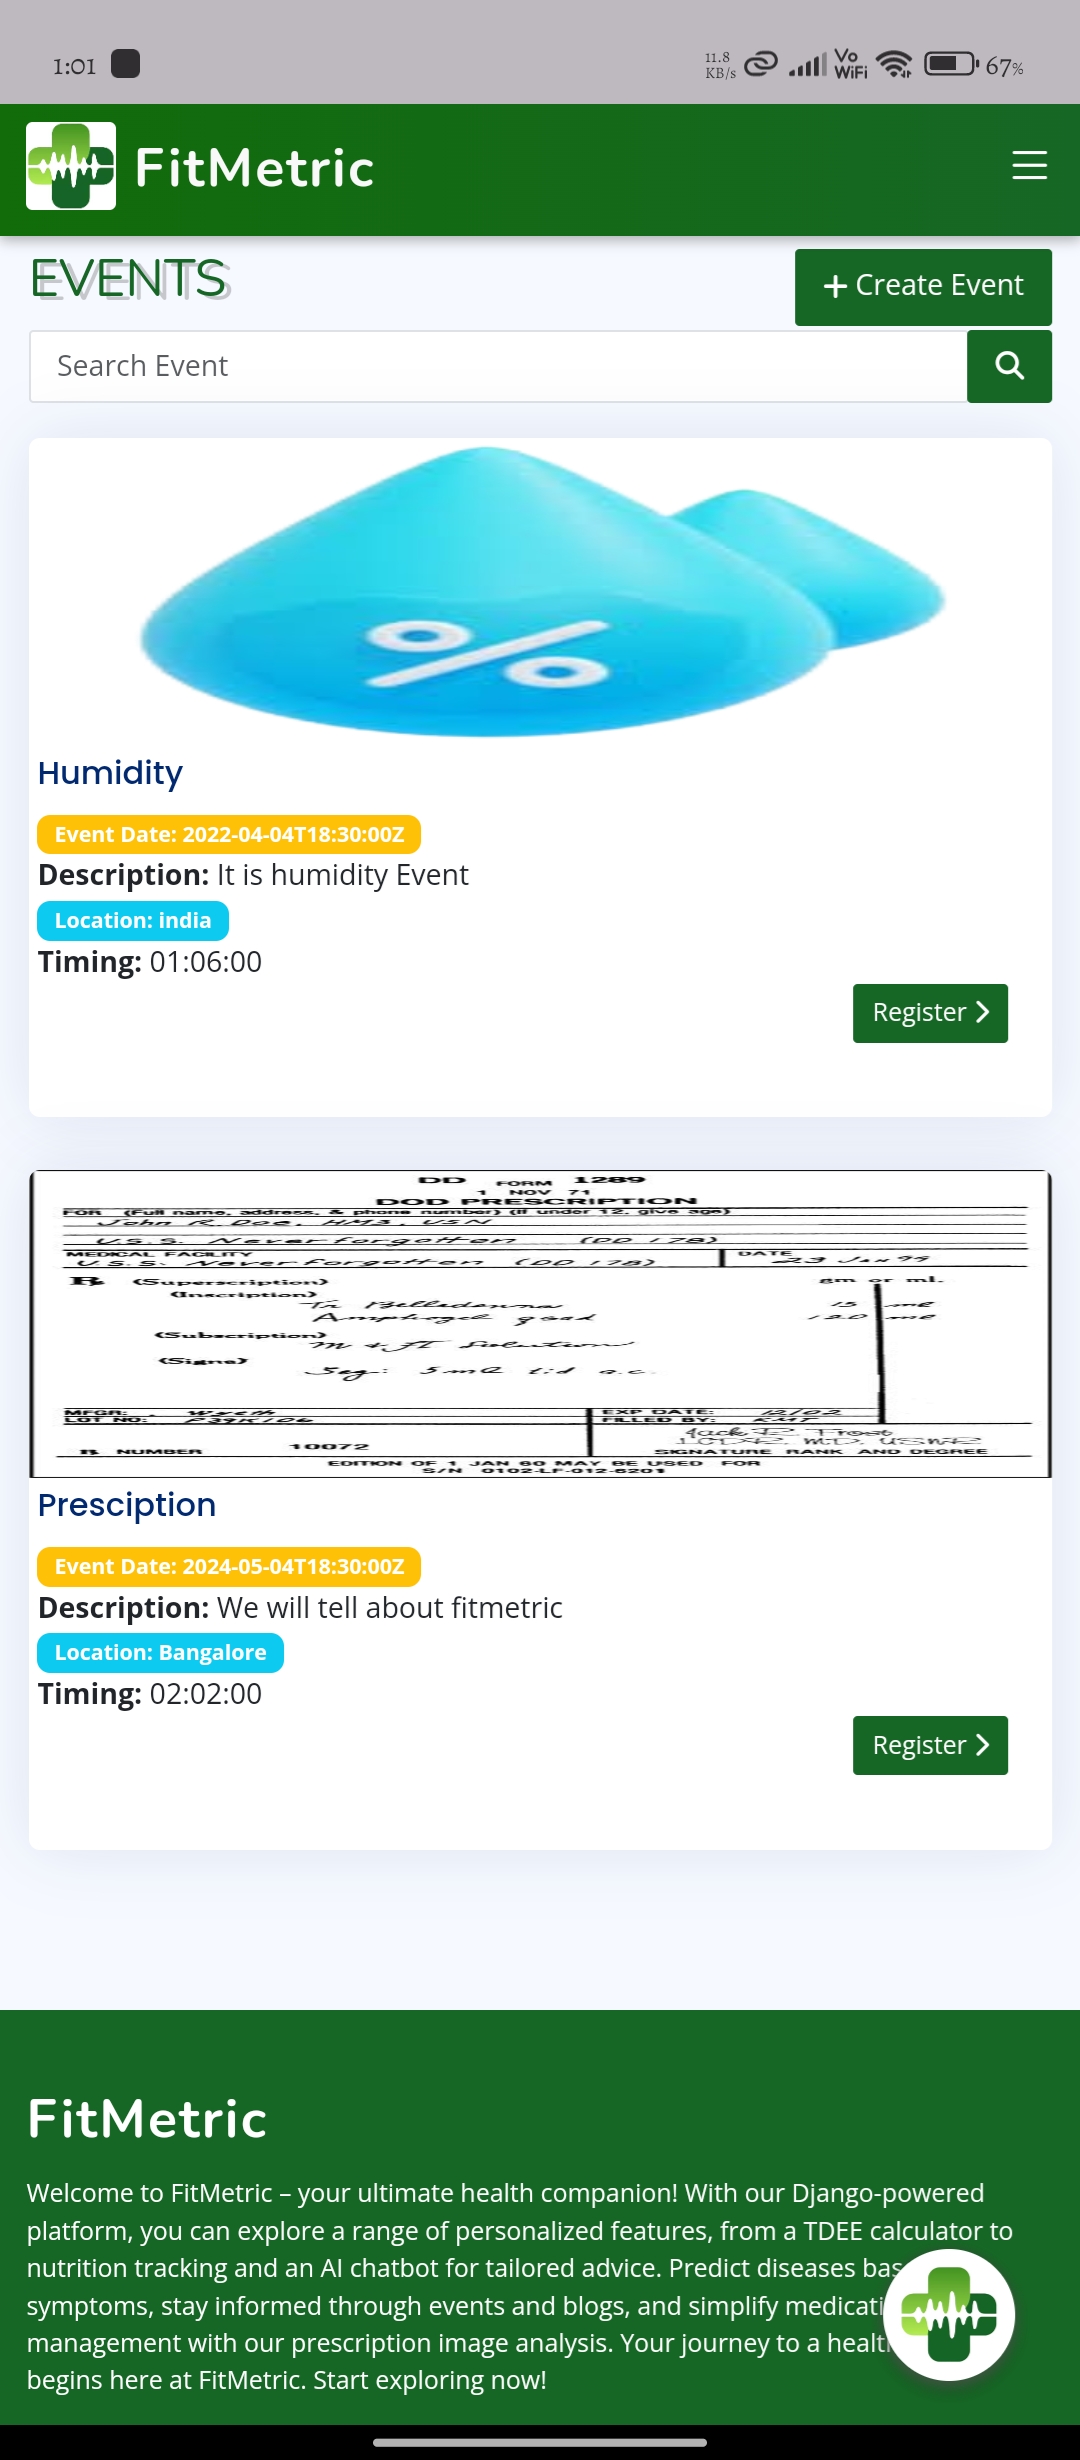 1:01
11.8
KB/s
Vo
WiFi
67%
FitMetric
EVENTS
+ Create Event
Search Event
%
Humidity
Event Date: 2022-04-04T18:30:00Z
Description: It is humidity Event
Location: india
Timing: 01:06:00
Register
DD FORM 1289
1 NOV 71
DOD PRESCRIPTION
FOR (Full name, address, & phone number) (If under 12, give age)
John R. Doe, HM3, USN
U.S.S. Neverforgotten (DD 178)
MEDICAL FACILITY
DATE
U.S.S. Neverforgotten (DD 178)
23 Jan 99
℞ (Superscription)
gm or ml.
(Inscription)
Tr Belladonna 15 ml
Amphogel qsad 120 ml
(Subscription)
M & ft Solution
(Signa)
Sig: 5ml tid a.c.
MFGR: Wyeth
EXP DATE: 12/02
LOT NO: P39K106
FILLED BY: KMT
Jack R. Frost
LCDR, MD, USNR
℞ NUMBER 10072
SIGNATURE RANK AND DEGREE
EDITION OF 1 JAN 60 MAY BE USED FOR
S/N 0102-LF-012-6201
Presciption
Event Date: 2024-05-04T18:30:00Z
Description: We will tell about fitmetric
Location: Bangalore
Timing: 02:02:00
Register
FitMetric
Welcome to FitMetric – your ultimate health companion! With our Django-powered
platform, you can explore a range of personalized features, from a TDEE calculator to
nutrition tracking and an AI chatbot for tailored advice. Predict diseases bas
symptoms, stay informed through events and blogs, and simplify medicati
management with our prescription image analysis. Your journey to a healt
begins here at FitMetric. Start exploring now!